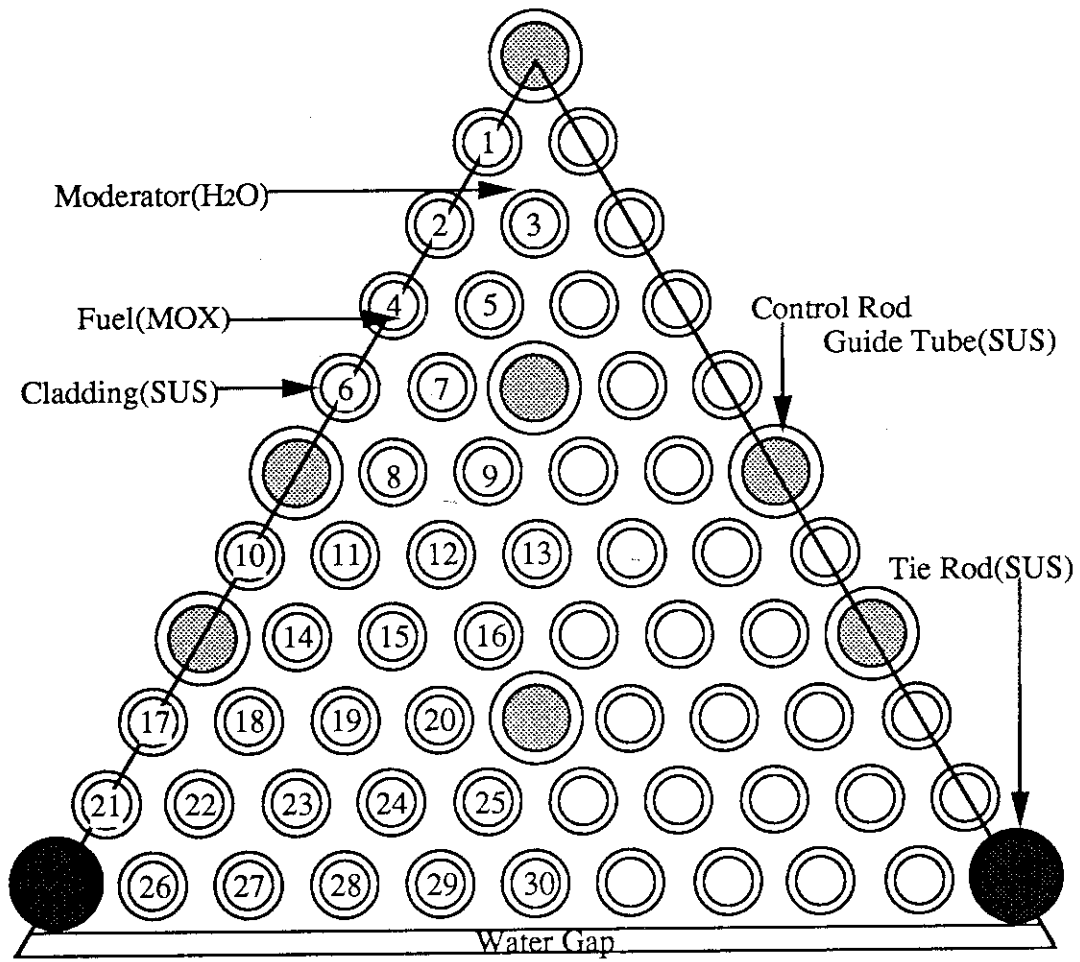 1
Moderator(H2O)
2 3
4 5
Control Rod
Guide Tube(SUS)
Fuel(MOX)
Cladding(SUS)
6 7
8 9
10 11 12 13
Tie Rod(SUS)
14 15 16
17 18 19 20
21 22 23 24 25
26 27 28 29 30
Water Gap